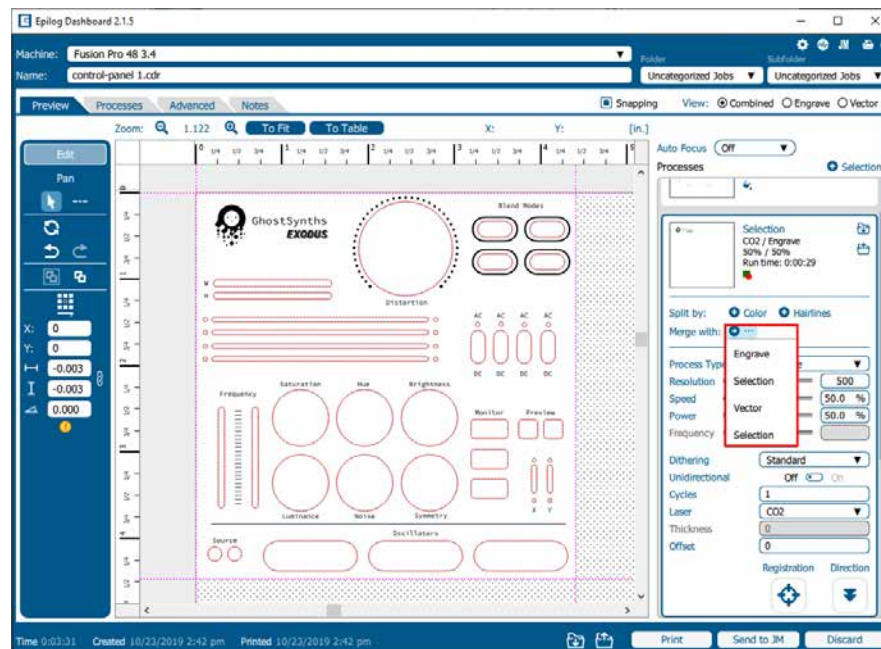 Epilog Dashboard 2.1.5
Machine: Fusion Pro 48 3.4
Folder Subfolder
Name: control-panel 1.cdr Uncategorized Jobs Uncategorized Jobs
Preview Processes Advanced Notes Snapping View: Combined Engrave Vector
Zoom: 1.122 To Fit To Table X: Y: [in.]
Edit
Pan
X: 0
Y: 0
-0.003
-0.003
0.000
GhostSynths
EXODUS
Blend Modes
W
H
Distortion
AC AC AC AC
DC DC DC DC
Frequency Saturation Hue Brightness
Monitor Preview
Luminance Noise Symmetry
X Y
Source Oscillators
Auto Focus Off
Processes Selection
Selection
CO2 / Engrave
50% / 50%
Run time: 0:00:29
Split by: Color Hairlines
Merge with: ...
Engrave
Selection
Vector
Selection
Process Type
Resolution 500
Speed 50.0 %
Power 50.0 %
Frequency
Dithering Standard
Unidirectional Off On
Cycles 1
Laser CO2
Thickness 0
Offset 0
Registration Direction
Time 0:03:31 Created 10/23/2019 2:42 pm Printed 10/23/2019 2:42 pm Print Send to JM Discard